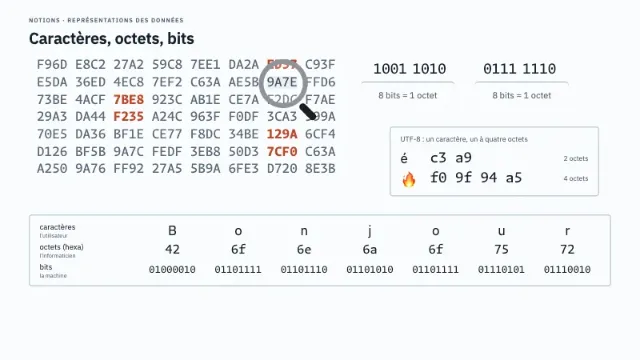 NOTIONS · REPRÉSENTATIONS DES DONNÉES
Caractères, octets, bits
F96D E8C2 27A2 59C8 7EE1 DA2A C93F
E5DA 36ED 4EC8 7EF2 C63A AE5B 9A7E FFD6
73BE 4ACF 7BE8 923C AB1E CE7A F2DC F7AE
29A3 DA44 F235 A24C 963F F0DF 3CA3
70E5 DA36 BF1E CE77 F8DC 34BE 129A 6CF4
D126 BF5B 9A7C FEDF 3EB8 50D3 7CF0 C63A
A250 9A76 FF92 27A5 5B9A 6FE3 D720 8E3B
1001 1010 0111 1110
8 bits = 1 octet 8 bits = 1 octet
UTF-8 : un caractère, un à quatre octets
é c3 a9 2 octets
🔥 f0 9f 94 a5 4 octets
caractères B o n j o u r
l'utilisateur
octets (hexa) 42 6f 6e 6a 6f 75 72
l'informaticien
bits 01000010 01101111 01101110 01101010 01101111 01110101 01110010
la machine